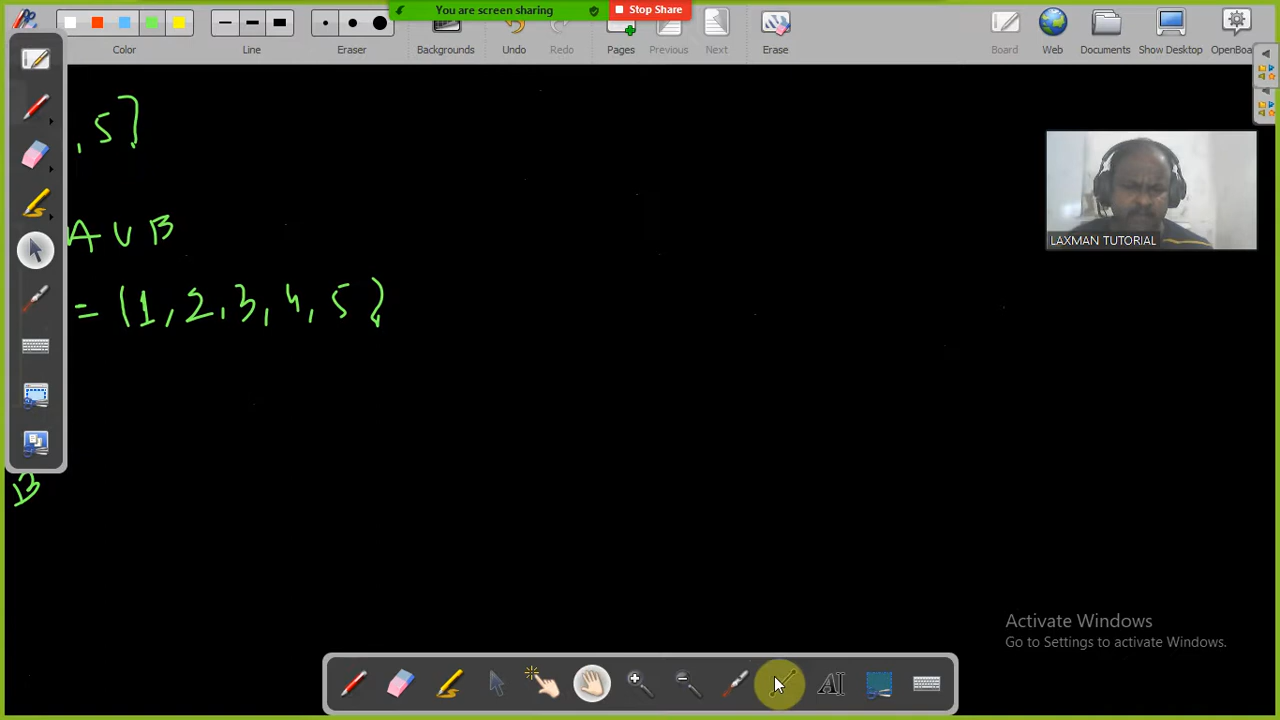 You are screen sharing Stop Share
Color Line Eraser Backgrounds Undo Redo Pages Previous Next Erase Board Web Documents Show Desktop OpenBoa
, 5}
A ∪ B
= {1, 2, 3, 4, 5}
B
LAXMAN TUTORIAL
Activate Windows
Go to Settings to activate Windows.
AI